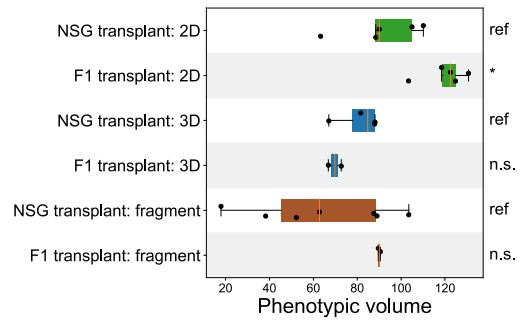 NSG transplant: 2D ref
F1 transplant: 2D *
NSG transplant: 3D ref
F1 transplant: 3D n.s.
NSG transplant: fragment ref
F1 transplant: fragment n.s.
20 40 60 80 100 120
Phenotypic volume